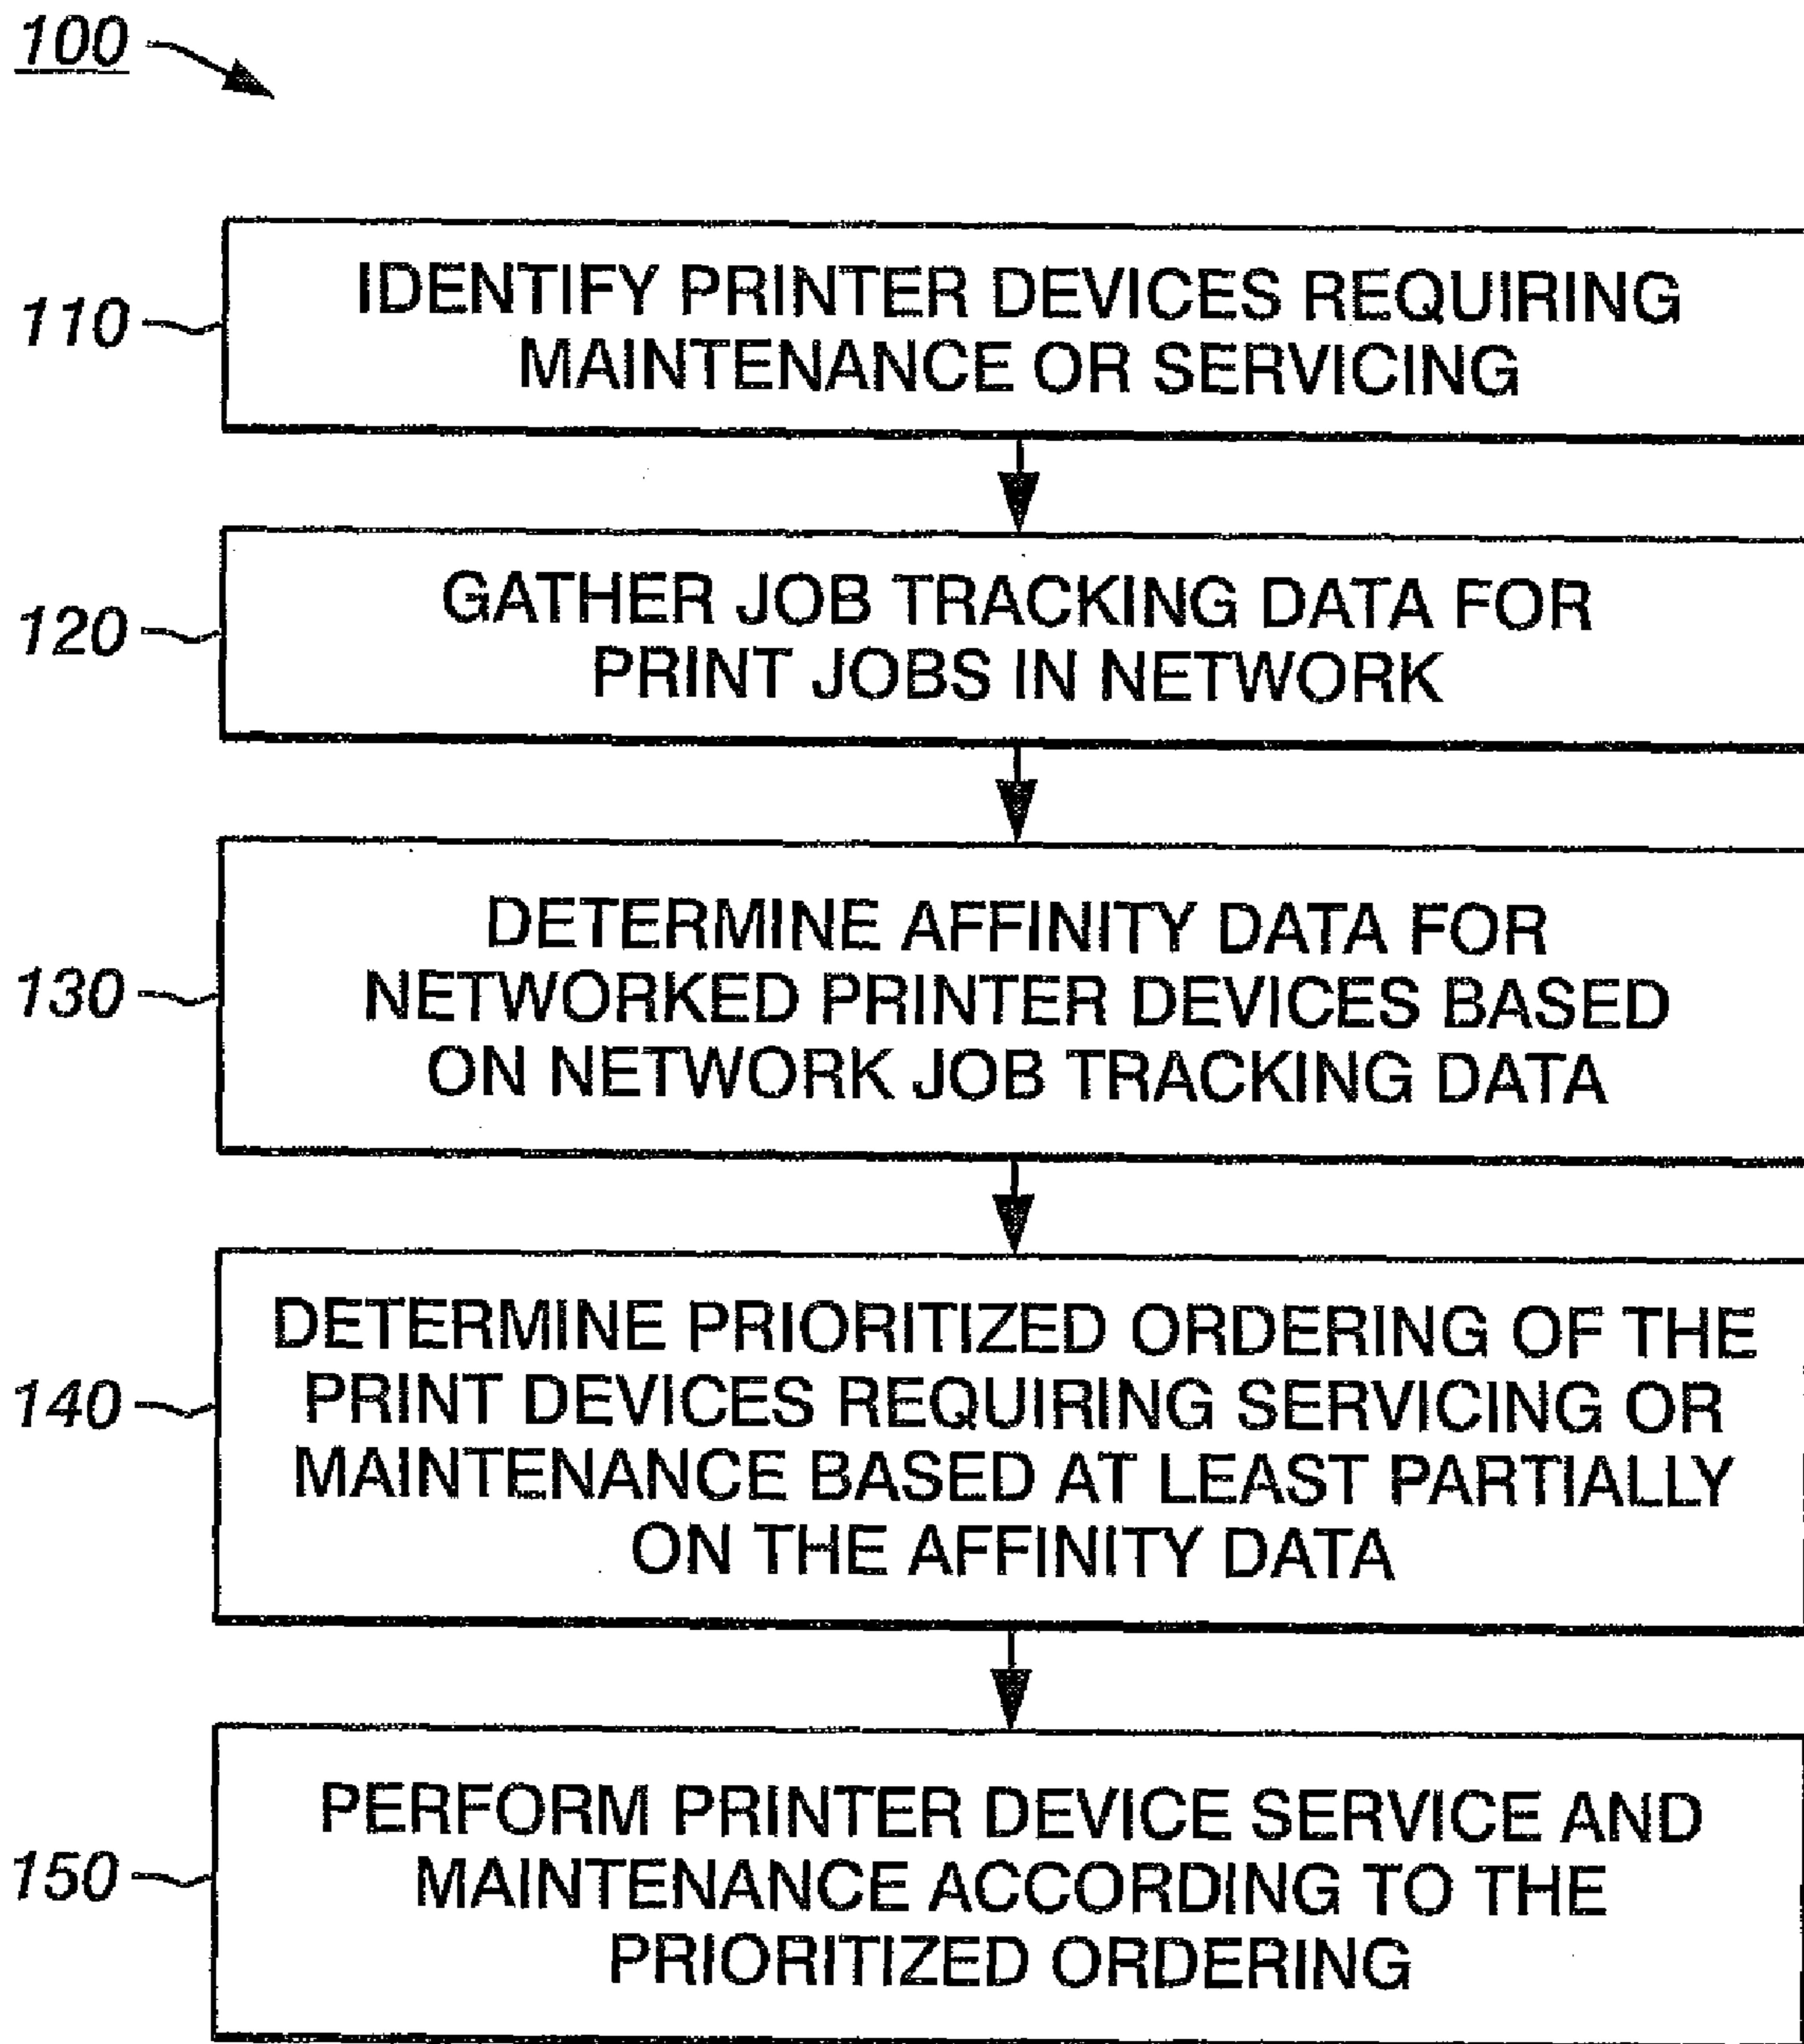 100
110
IDENTIFY PRINTER DEVICES REQUIRING
MAINTENANCE OR SERVICING
120
GATHER JOB TRACKING DATA FOR
PRINT JOBS IN NETWORK
130
DETERMINE AFFINITY DATA FOR
NETWORKED PRINTER DEVICES BASED
ON NETWORK JOB TRACKING DATA
140
DETERMINE PRIORITIZED ORDERING OF THE
PRINT DEVICES REQUIRING SERVICING OR
MAINTENANCE BASED AT LEAST PARTIALLY
ON THE AFFINITY DATA
150
PERFORM PRINTER DEVICE SERVICE AND
MAINTENANCE ACCORDING TO THE
PRIORITIZED ORDERING